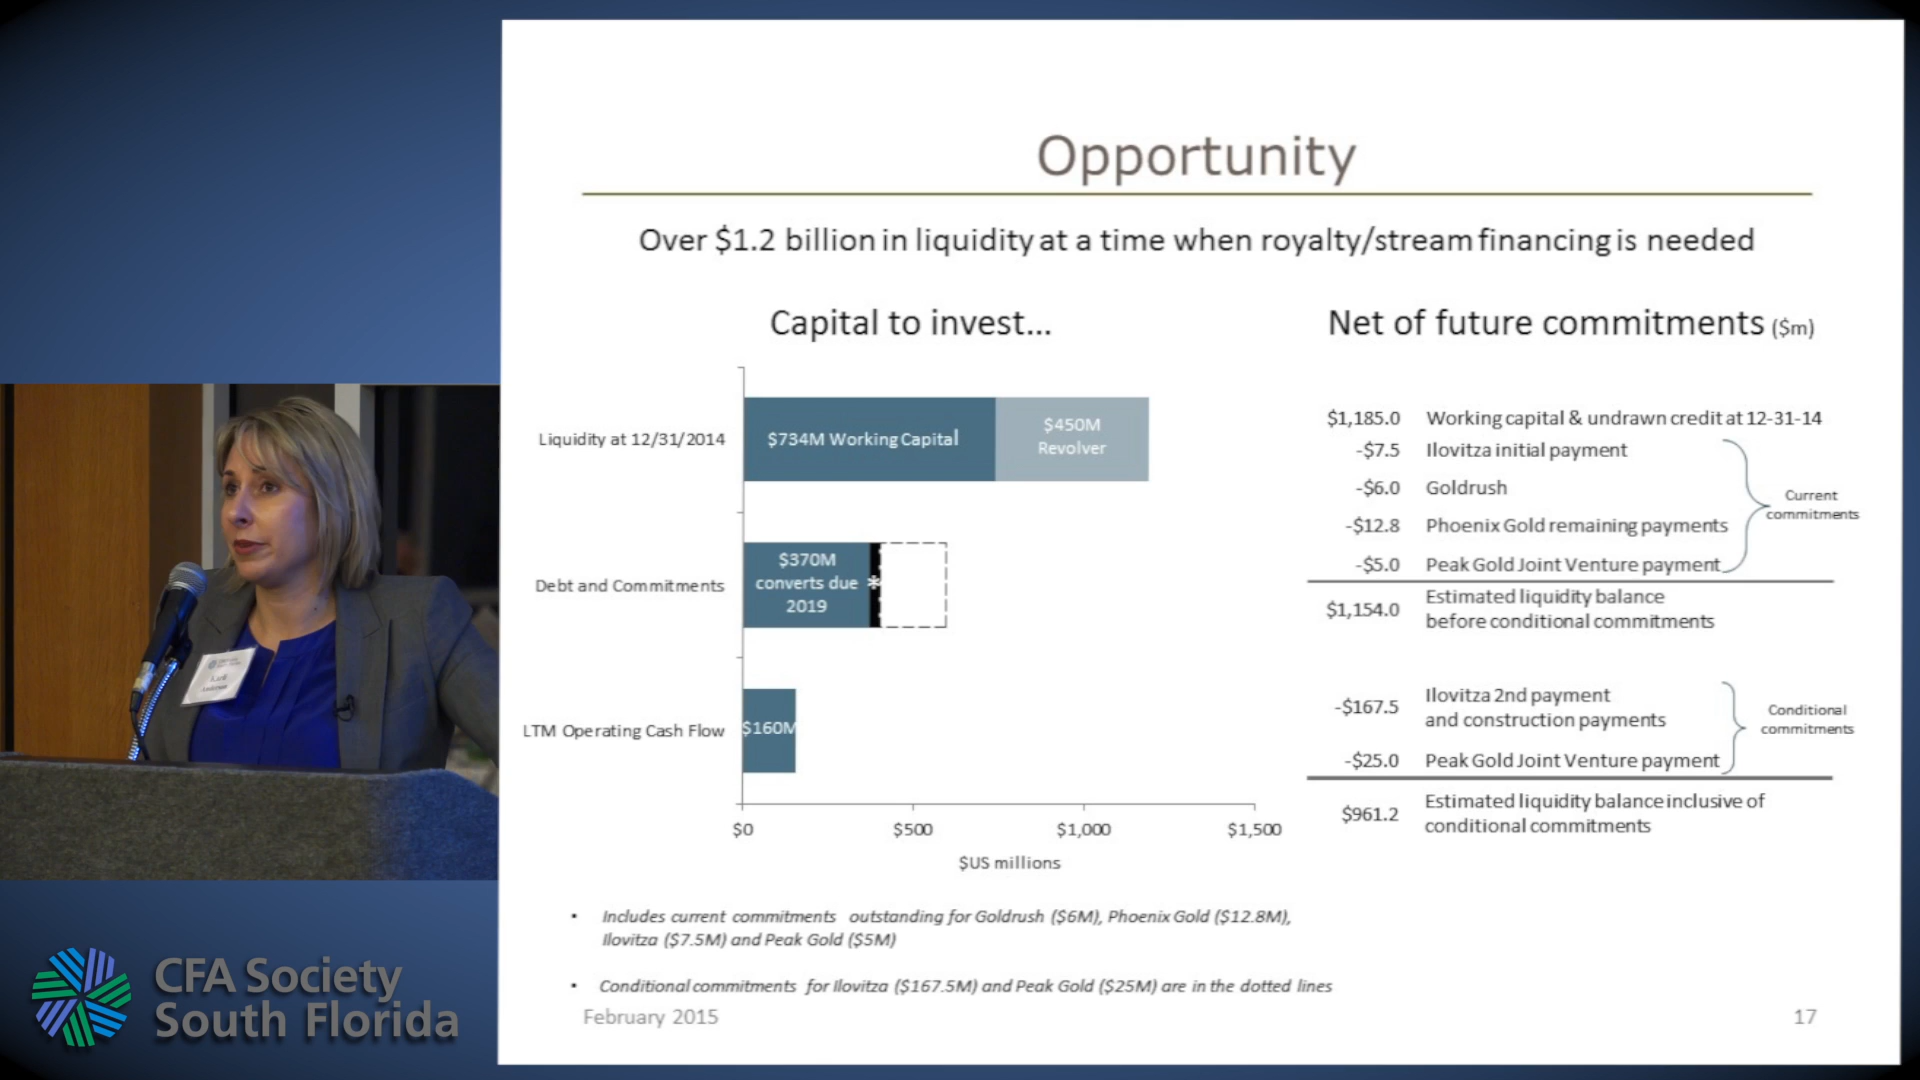 Opportunity
Over $1.2 billion in liquidity at a time when royalty/stream financing is needed
Capital to invest...
Liquidity at 12/31/2014
$734M Working Capital
$450M
Revolver
Debt and Commitments
$370M
converts due
2019
*
LTM Operating Cash Flow
$160M
$0
$500
$1,000
$1,500
$US millions
Net of future commitments ($m)
$1,185.0 Working capital & undrawn credit at 12-31-14
-$7.5 Ilovitza initial payment
-$6.0 Goldrush
-$12.8 Phoenix Gold remaining payments
-$5.0 Peak Gold Joint Venture payment
Current
commitments
$1,154.0 Estimated liquidity balance
before conditional commitments
-$167.5 Ilovitza 2nd payment
and construction payments
-$25.0 Peak Gold Joint Venture payment
Conditional
commitments
$961.2 Estimated liquidity balance inclusive of
conditional commitments
• Includes current commitments outstanding for Goldrush ($6M), Phoenix Gold ($12.8M),
Ilovitza ($7.5M) and Peak Gold ($5M)
• Conditional commitments for Ilovitza ($167.5M) and Peak Gold ($25M) are in the dotted lines
February 2015
17
CFA Society
South Florida